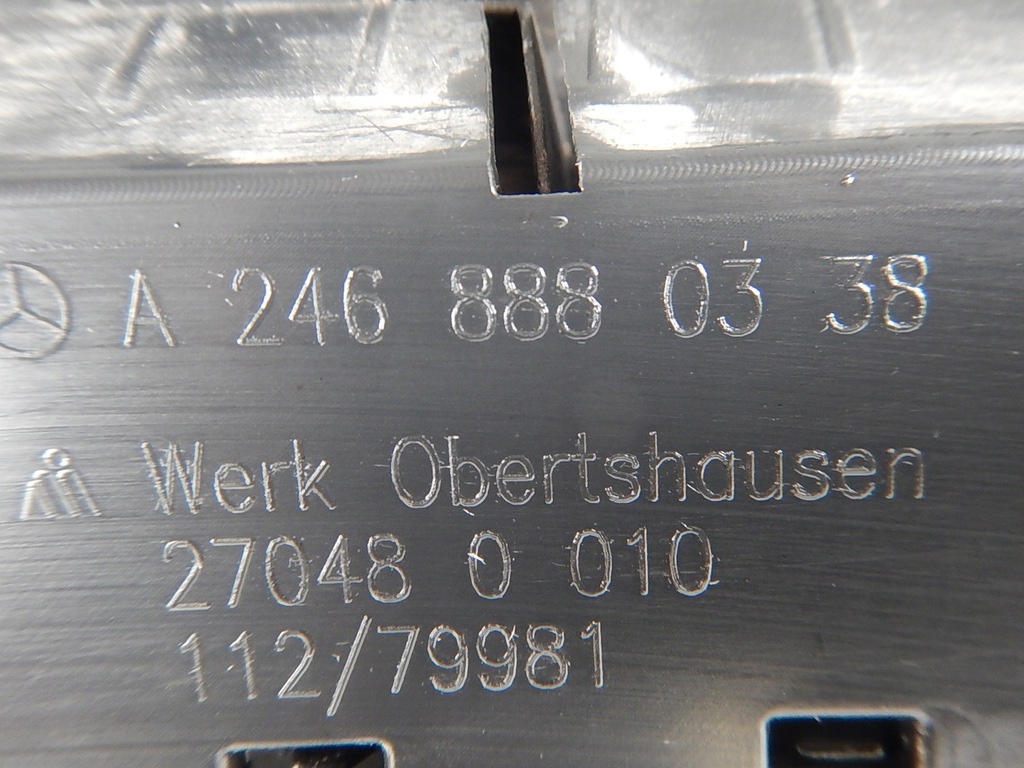 A 246 888 03 38
Werk Obertshausen
27048 0 010
112/79981